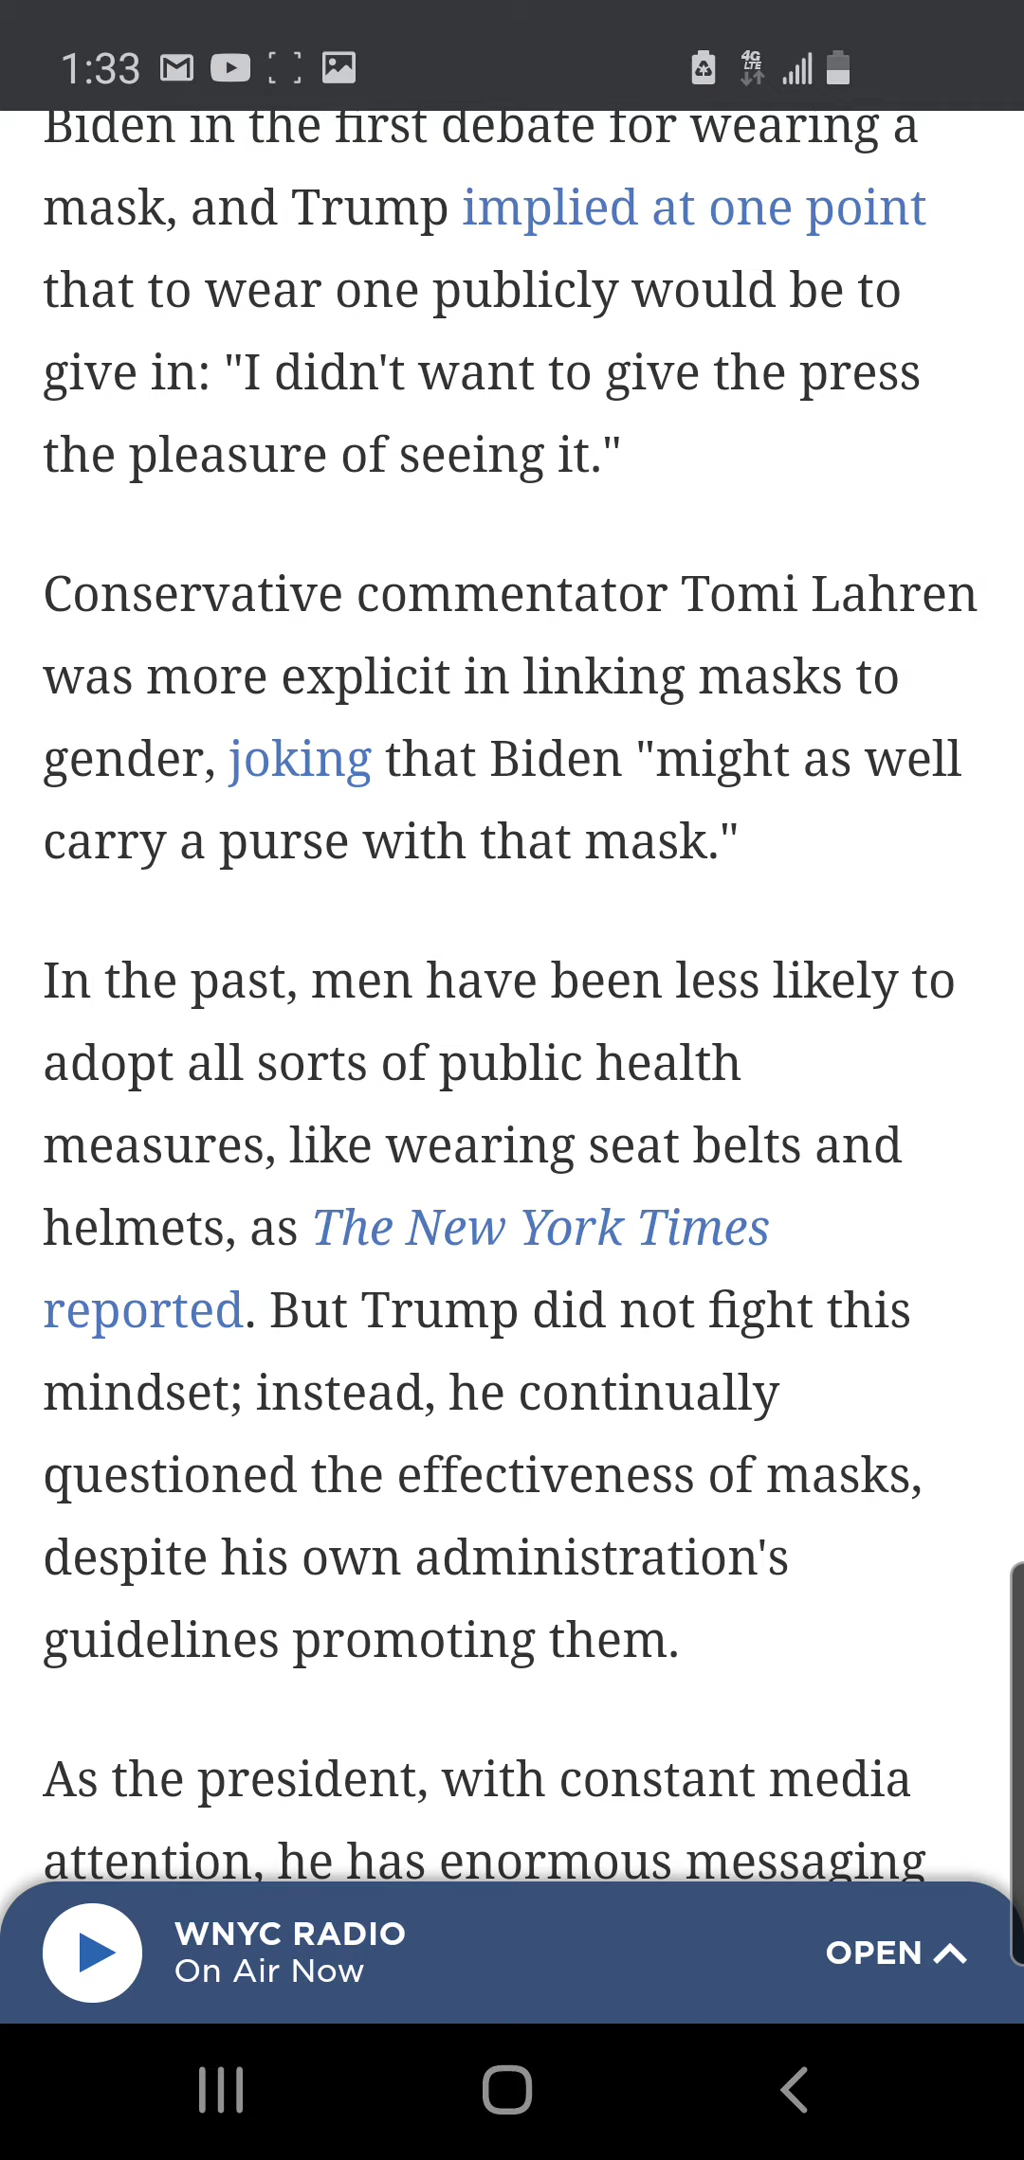 1:33
4G
LTE
Biden in the first debate for wearing a
mask, and Trump implied at one point
that to wear one publicly would be to
give in: "I didn't want to give the press
the pleasure of seeing it."
Conservative commentator Tomi Lahren
was more explicit in linking masks to
gender, joking that Biden "might as well
carry a purse with that mask."
In the past, men have been less likely to
adopt all sorts of public health
measures, like wearing seat belts and
helmets, as The New York Times
reported. But Trump did not fight this
mindset; instead, he continually
questioned the effectiveness of masks,
despite his own administration's
guidelines promoting them.
As the president, with constant media
attention, he has enormous messaging
WNYC RADIO
On Air Now
OPEN